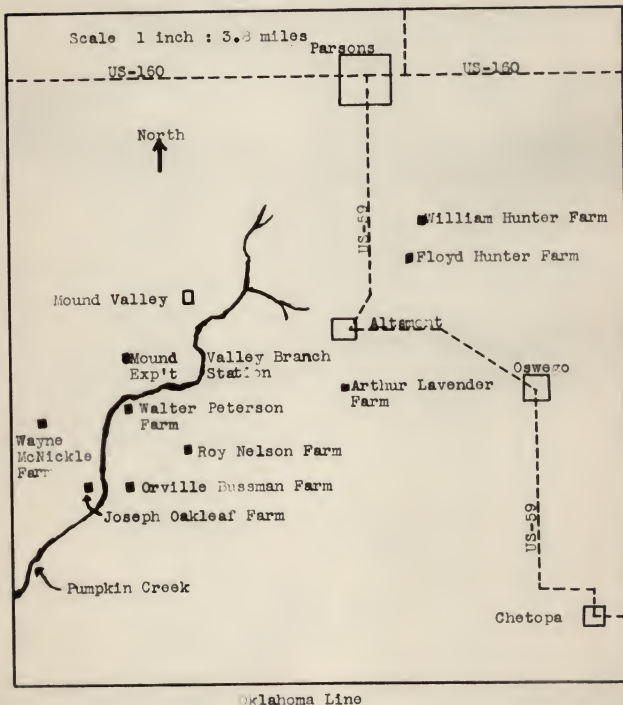 Scale 1 inch : 3.8 miles
Parsons
US-160
US-160
North
US-59
William Hunter Farm
Floyd Hunter Farm
Mound Valley
Altamont
Mound Valley Branch
Exp't Station
Oswego
Arthur Lavender
Farm
Walter Peterson
Farm
Wayne
McNickle
Farm
Roy Nelson Farm
Orville Bussman Farm
Joseph Oakleaf Farm
US-59
Pumpkin Creek
Chetopa
Oklahoma Line